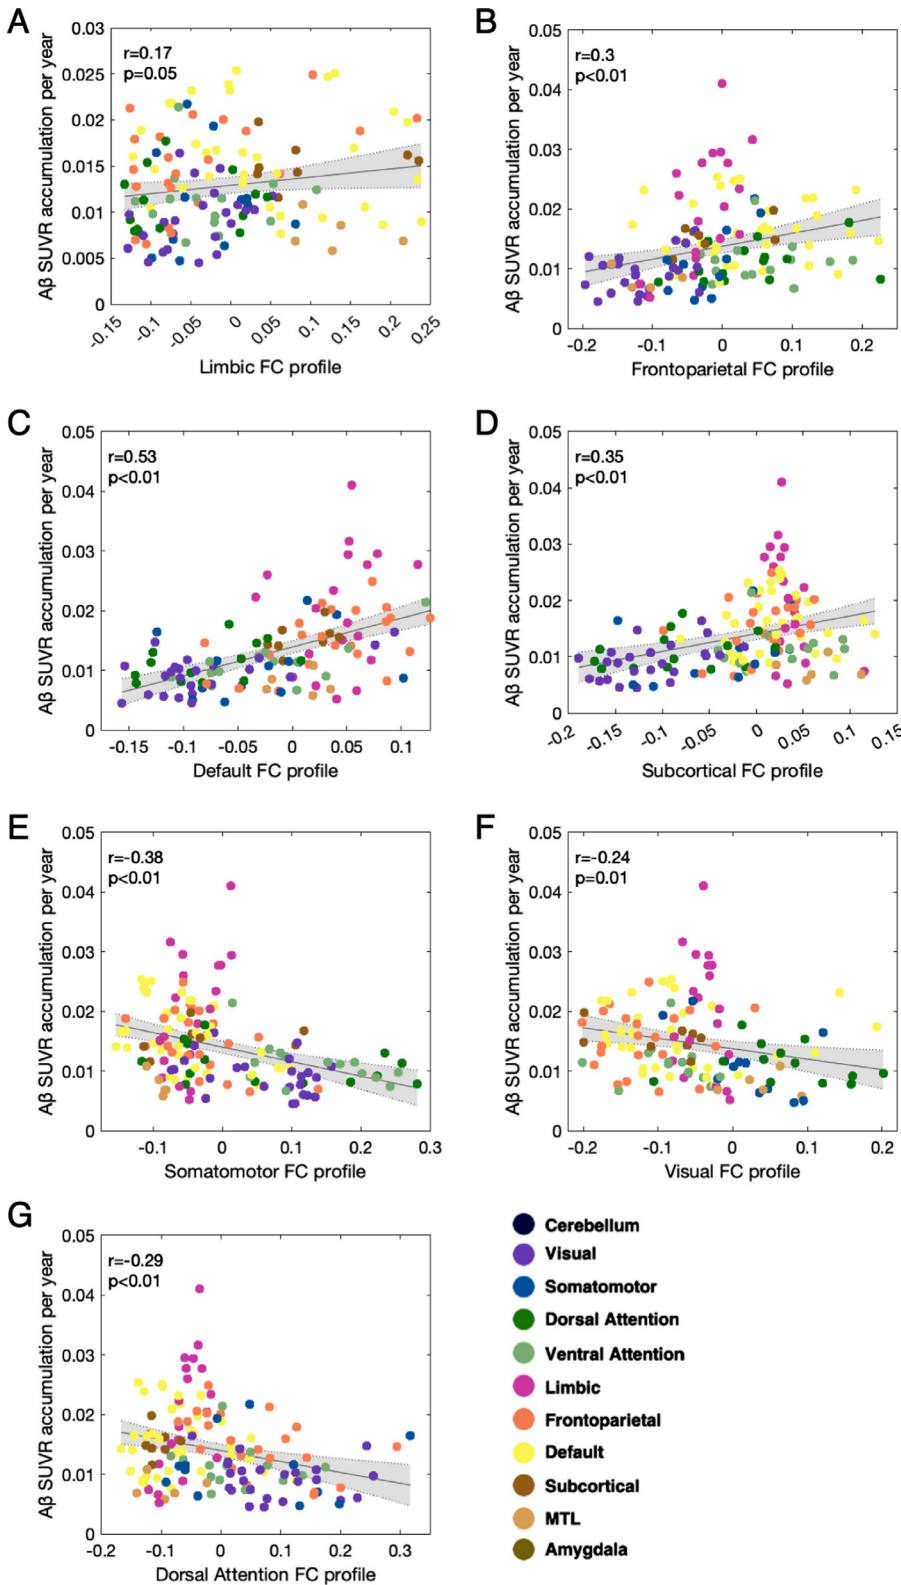 A
Aβ SUVR accumulation per year
r=0.17
p=0.05
0.03
0.025
0.02
0.015
0.01
0.005
0
-0.15
-0.1
-0.05
0
0.05
0.1
0.15
0.2
0.25
Limbic FC profile
B
Aβ SUVR accumulation per year
r=0.3
p<0.01
0.05
0.04
0.03
0.02
0.01
0
-0.2
-0.1
0
0.1
0.2
Frontoparietal FC profile
C
Aβ SUVR accumulation per year
r=0.53
p<0.01
0.05
0.04
0.03
0.02
0.01
0
-0.15
-0.1
-0.05
0
0.05
0.1
Default FC profile
D
Aβ SUVR accumulation per year
r=0.35
p<0.01
0.05
0.04
0.03
0.02
0.01
0
-0.2
-0.15
-0.1
-0.05
0
0.05
0.1
0.15
Subcortical FC profile
E
Aβ SUVR accumulation per year
r=-0.38
p<0.01
0.05
0.04
0.03
0.02
0.01
0
-0.1
0
0.1
0.2
0.3
Somatomotor FC profile
F
Aβ SUVR accumulation per year
r=-0.24
p=0.01
0.05
0.04
0.03
0.02
0.01
0
-0.2
-0.1
0
0.1
0.2
Visual FC profile
G
Aβ SUVR accumulation per year
r=-0.29
p<0.01
0.05
0.04
0.03
0.02
0.01
0
-0.2
-0.1
0
0.1
0.2
0.3
Dorsal Attention FC profile
Cerebellum
Visual
Somatomotor
Dorsal Attention
Ventral Attention
Limbic
Frontoparietal
Default
Subcortical
MTL
Amygdala